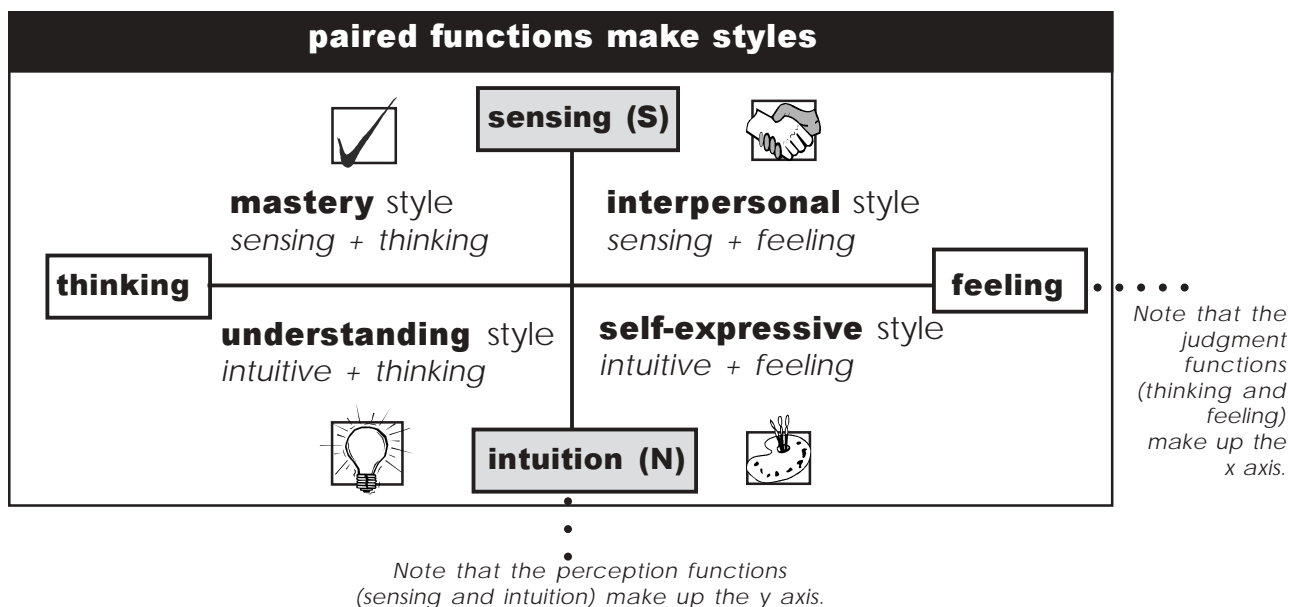 paired functions make styles
sensing (S)
mastery style
sensing + thinking
interpersonal style
sensing + feeling
thinking
feeling
understanding style
intuitive + thinking
self-expressive style
intuitive + feeling
intuition (N)
Note that the
judgment
functions
(thinking and
feeling)
make up the
x axis.
Note that the perception functions
(sensing and intuition) make up the y axis.